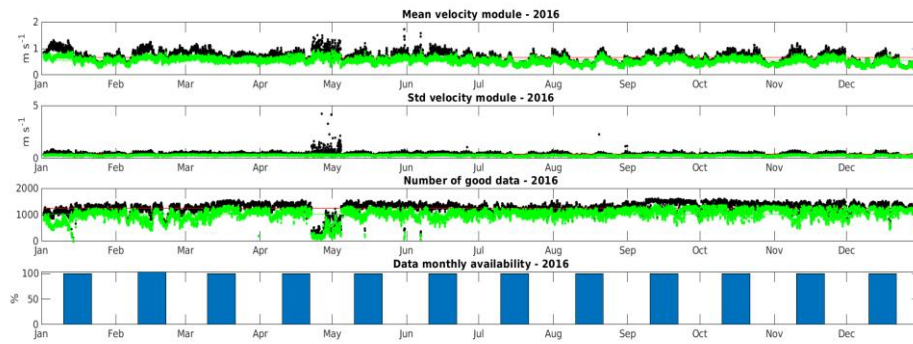 Mean velocity module - 2016
m s-1
2
1
0
Jan Feb Mar Apr May Jun Jul Aug Sep Oct Nov Dec
Std velocity module - 2016
m s-1
5
0
Jan Feb Mar Apr May Jun Jul Aug Sep Oct Nov Dec
Number of good data - 2016
2000
1000
0
Jan Feb Mar Apr May Jun Jul Aug Sep Oct Nov Dec
Data monthly availability - 2016
%
100
50
0
Jan Feb Mar Apr May Jun Jul Aug Sep Oct Nov Dec